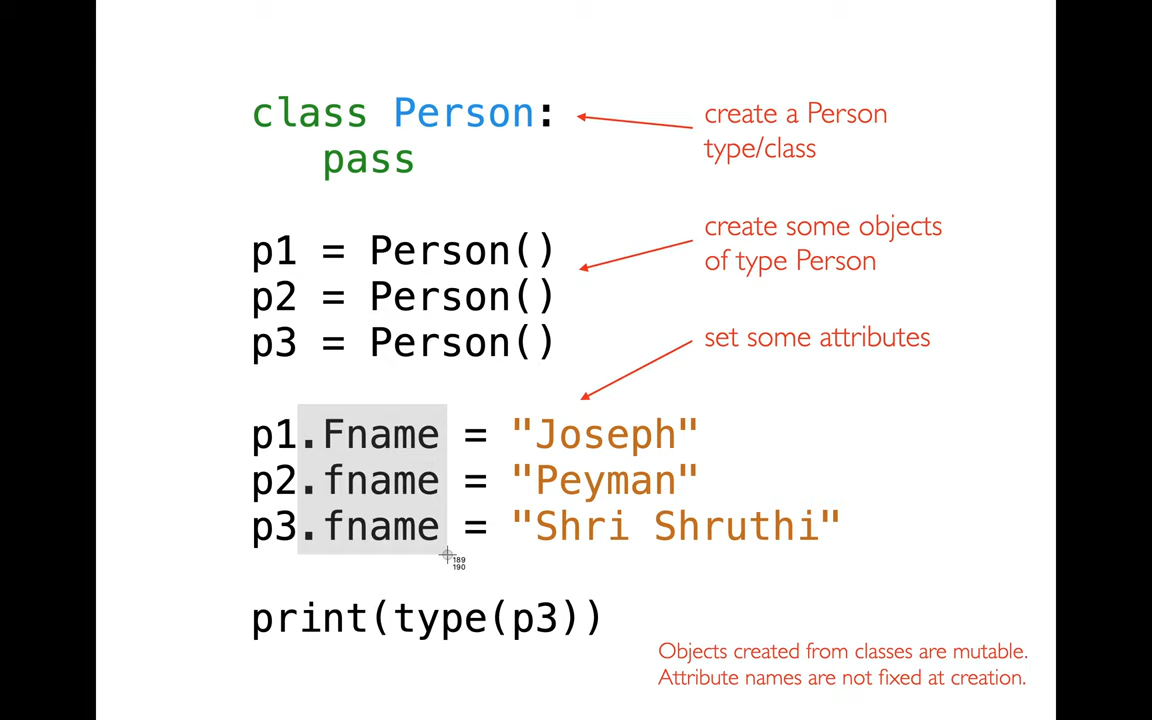 class Person:
pass
create a Person
type/class
p1 = Person()
p2 = Person()
p3 = Person()
create some objects
of type Person
set some attributes
p1.Fname = "Joseph"
p2.fname = "Peyman"
p3.fname = "Shri Shruthi"
189
190
print(type(p3))
Objects created from classes are mutable.
Attribute names are not fixed at creation.